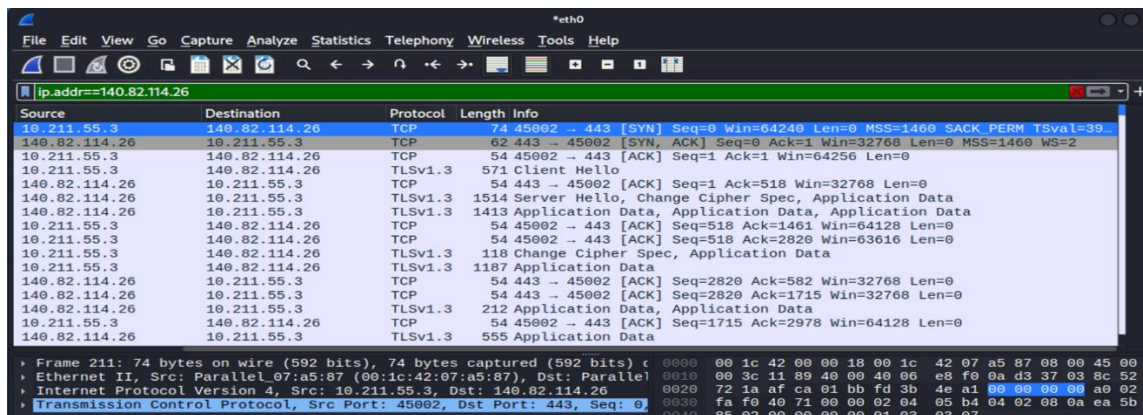 *eth0
File Edit View Go Capture Analyze Statistics Telephony Wireless Tools Help
ip.addr==140.82.114.26
Source Destination Protocol Length Info
10.211.55.3 140.82.114.26 TCP 74 45002 → 443 [SYN] Seq=0 Win=64240 Len=0 MSS=1460 SACK_PERM TSval=39…
140.82.114.26 10.211.55.3 TCP 62 443 → 45002 [SYN, ACK] Seq=0 Ack=1 Win=32768 Len=0 MSS=1460 WS=2
10.211.55.3 140.82.114.26 TCP 54 45002 → 443 [ACK] Seq=1 Ack=1 Win=64256 Len=0
10.211.55.3 140.82.114.26 TLSv1.3 571 Client Hello
140.82.114.26 10.211.55.3 TCP 54 443 → 45002 [ACK] Seq=1 Ack=518 Win=32768 Len=0
140.82.114.26 10.211.55.3 TLSv1.3 1514 Server Hello, Change Cipher Spec, Application Data
140.82.114.26 10.211.55.3 TLSv1.3 1413 Application Data, Application Data, Application Data
10.211.55.3 140.82.114.26 TCP 54 45002 → 443 [ACK] Seq=518 Ack=1461 Win=64128 Len=0
10.211.55.3 140.82.114.26 TCP 54 45002 → 443 [ACK] Seq=518 Ack=2820 Win=63616 Len=0
10.211.55.3 140.82.114.26 TLSv1.3 118 Change Cipher Spec, Application Data
10.211.55.3 140.82.114.26 TLSv1.3 1187 Application Data
140.82.114.26 10.211.55.3 TCP 54 443 → 45002 [ACK] Seq=2820 Ack=582 Win=32768 Len=0
140.82.114.26 10.211.55.3 TCP 54 443 → 45002 [ACK] Seq=2820 Ack=1715 Win=32768 Len=0
140.82.114.26 10.211.55.3 TLSv1.3 212 Application Data, Application Data
10.211.55.3 140.82.114.26 TCP 54 45002 → 443 [ACK] Seq=1715 Ack=2978 Win=64128 Len=0
140.82.114.26 10.211.55.3 TLSv1.3 555 Application Data
Frame 211: 74 bytes on wire (592 bits), 74 bytes captured (592 bits) 0000 00 1c 42 00 00 18 00 1c 42 07 a5 87 08 00 45 00
Ethernet II, Src: Parallel_07:a5:87 (00:1c:42:07:a5:87), Dst: Parallel 0010 00 3c 11 89 40 00 40 06 e8 f0 0a d3 37 03 8c 52
Internet Protocol Version 4, Src: 10.211.55.3, Dst: 140.82.114.26 0020 72 1a af ca 01 bb fd 3b 4e a1 00 00 00 00 a0 02
Transmission Control Protocol, Src Port: 45002, Dst Port: 443, Seq: 0, 0030 fa f0 40 71 00 00 02 04 05 b4 04 02 08 0a ea 5b